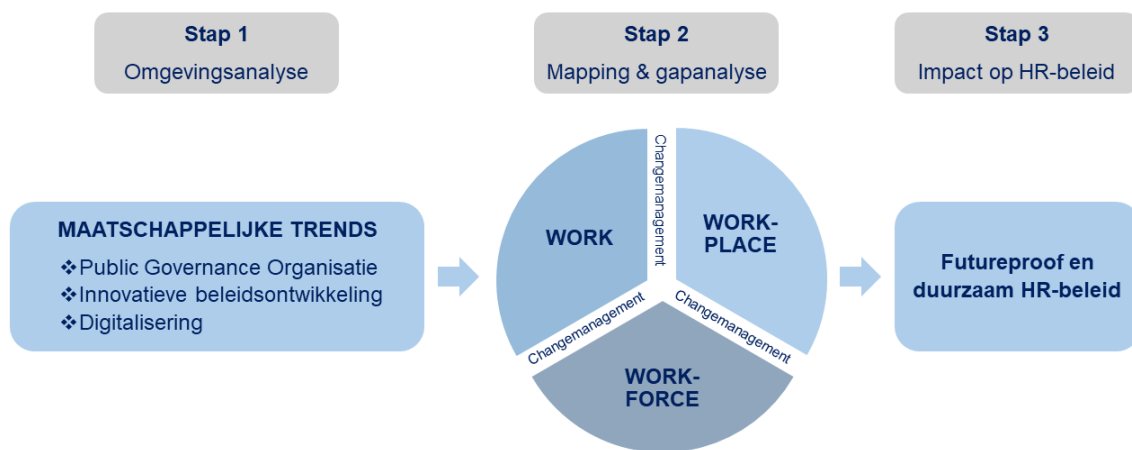 Stap 1
Omgevingsanalyse
Stap 2
Mapping & gapanalyse
Stap 3
Impact op HR-beleid
MAATSCHAPPELIJKE TRENDS
❖Public Governance Organisatie
❖Innovatieve beleidsontwikkeling
❖Digitalisering
WORK
Changemanagement
WORK-
PLACE
Changemanagement
Changemanagement
WORK-
FORCE
Futureproof en
duurzaam HR-beleid